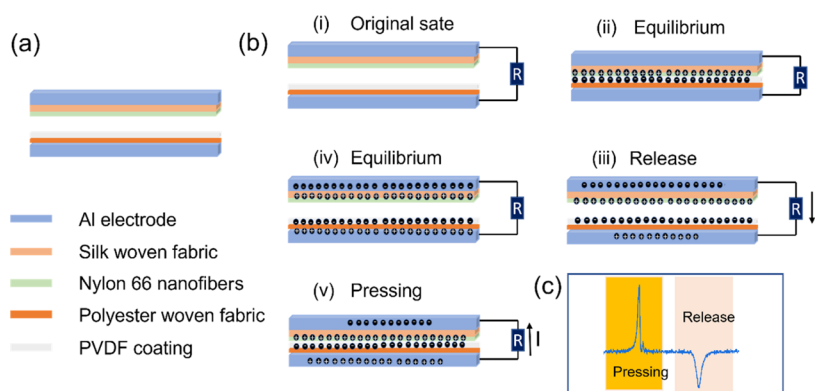 (a)
Al electrode
Silk woven fabric
Nylon 66 nanofibers
Polyester woven fabric
PVDF coating
(b)
(i) Original sate
R
(ii) Equilibrium
R
(iv) Equilibrium
R
(iii) Release
R
(v) Pressing
R
I
(c)
Release
Pressing